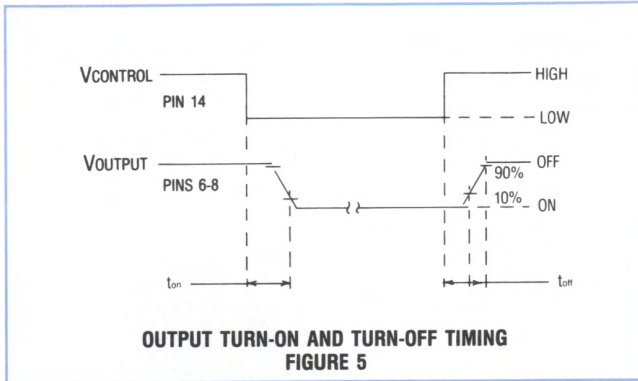 VCONTROL
PIN 14
HIGH
LOW
VOUTPUT
PINS 6-8
OFF
90%
10%
ON
ton
toff
OUTPUT TURN-ON AND TURN-OFF TIMING
FIGURE 5